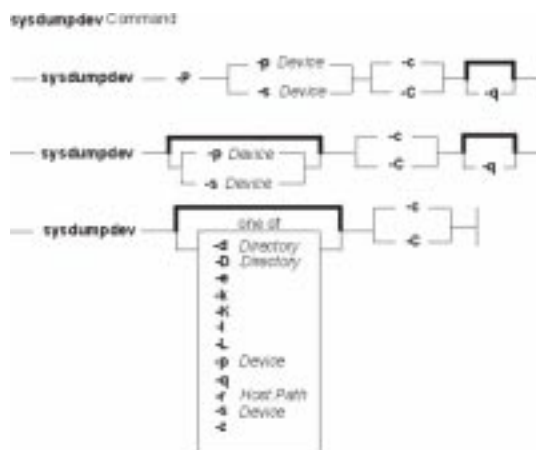 sysdumpdev Command
-p Device -c
sysdumpdev -P
-s Device -C -q
-c
sysdumpdev -p Device -C -q
-s Device
-c
sysdumpdev one of -C
-d Directory
-D Directory
-e
-k
-K
-l
-L
-p Device
-q
-r Host:Path
-s Device